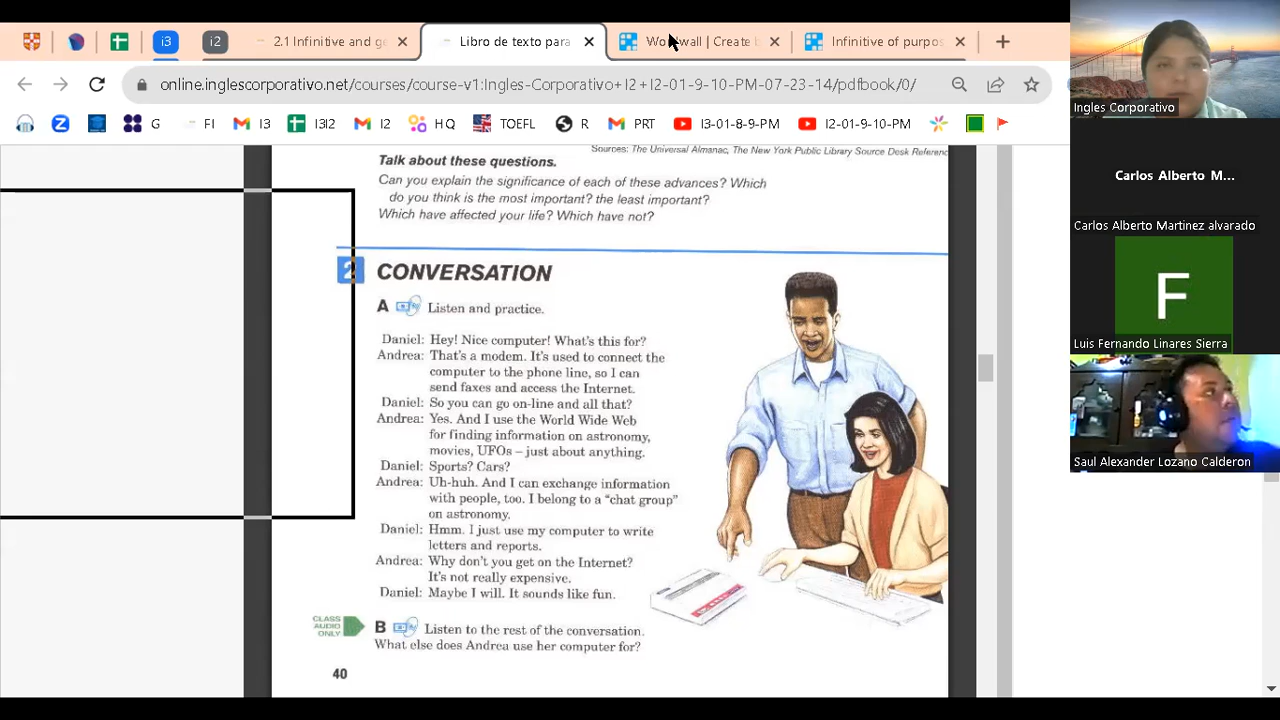 i3
i2
2.1 Infinitive and ge
Libro de texto para
Wordwall | Create b
Infinitive of purpo
online.inglescorporativo.net/courses/course-v1:Ingles-Corporativo+I2+I2-01-9-10-PM-07-23-14/pdfbook/0/
G
FI
I3
I3I2
I2
HQ
TOEFL
R
PRT
I3-01-8-9-PM
I2-01-9-10-PM
Sources: The Universal Almanac, The New York Public Library Source Desk Referenc
Talk about these questions.
Can you explain the significance of each of these advances? Which
do you think is the most important? the least important?
Which have affected your life? Which have not?
2 CONVERSATION
A Listen and practice.
Daniel: Hey! Nice computer! What's this for?
Andrea: That's a modem. It's used to connect the
computer to the phone line, so I can
send faxes and access the Internet.
Daniel: So you can go on-line and all that?
Andrea: Yes. And I use the World Wide Web
for finding information on astronomy,
movies, UFOs – just about anything.
Daniel: Sports? Cars?
Andrea: Uh-huh. And I can exchange information
with people, too. I belong to a "chat group"
on astronomy.
Daniel: Hmm. I just use my computer to write
letters and reports.
Andrea: Why don't you get on the Internet?
It's not really expensive.
Daniel: Maybe I will. It sounds like fun.
CLASS
AUDIO
ONLY
B Listen to the rest of the conversation.
What else does Andrea use her computer for?
40
Ingles Corporativo
Carlos Alberto M...
Carlos Alberto Martinez alvarado
F
Luis Fernando Linares Sierra
Saul Alexander Lozano Calderon